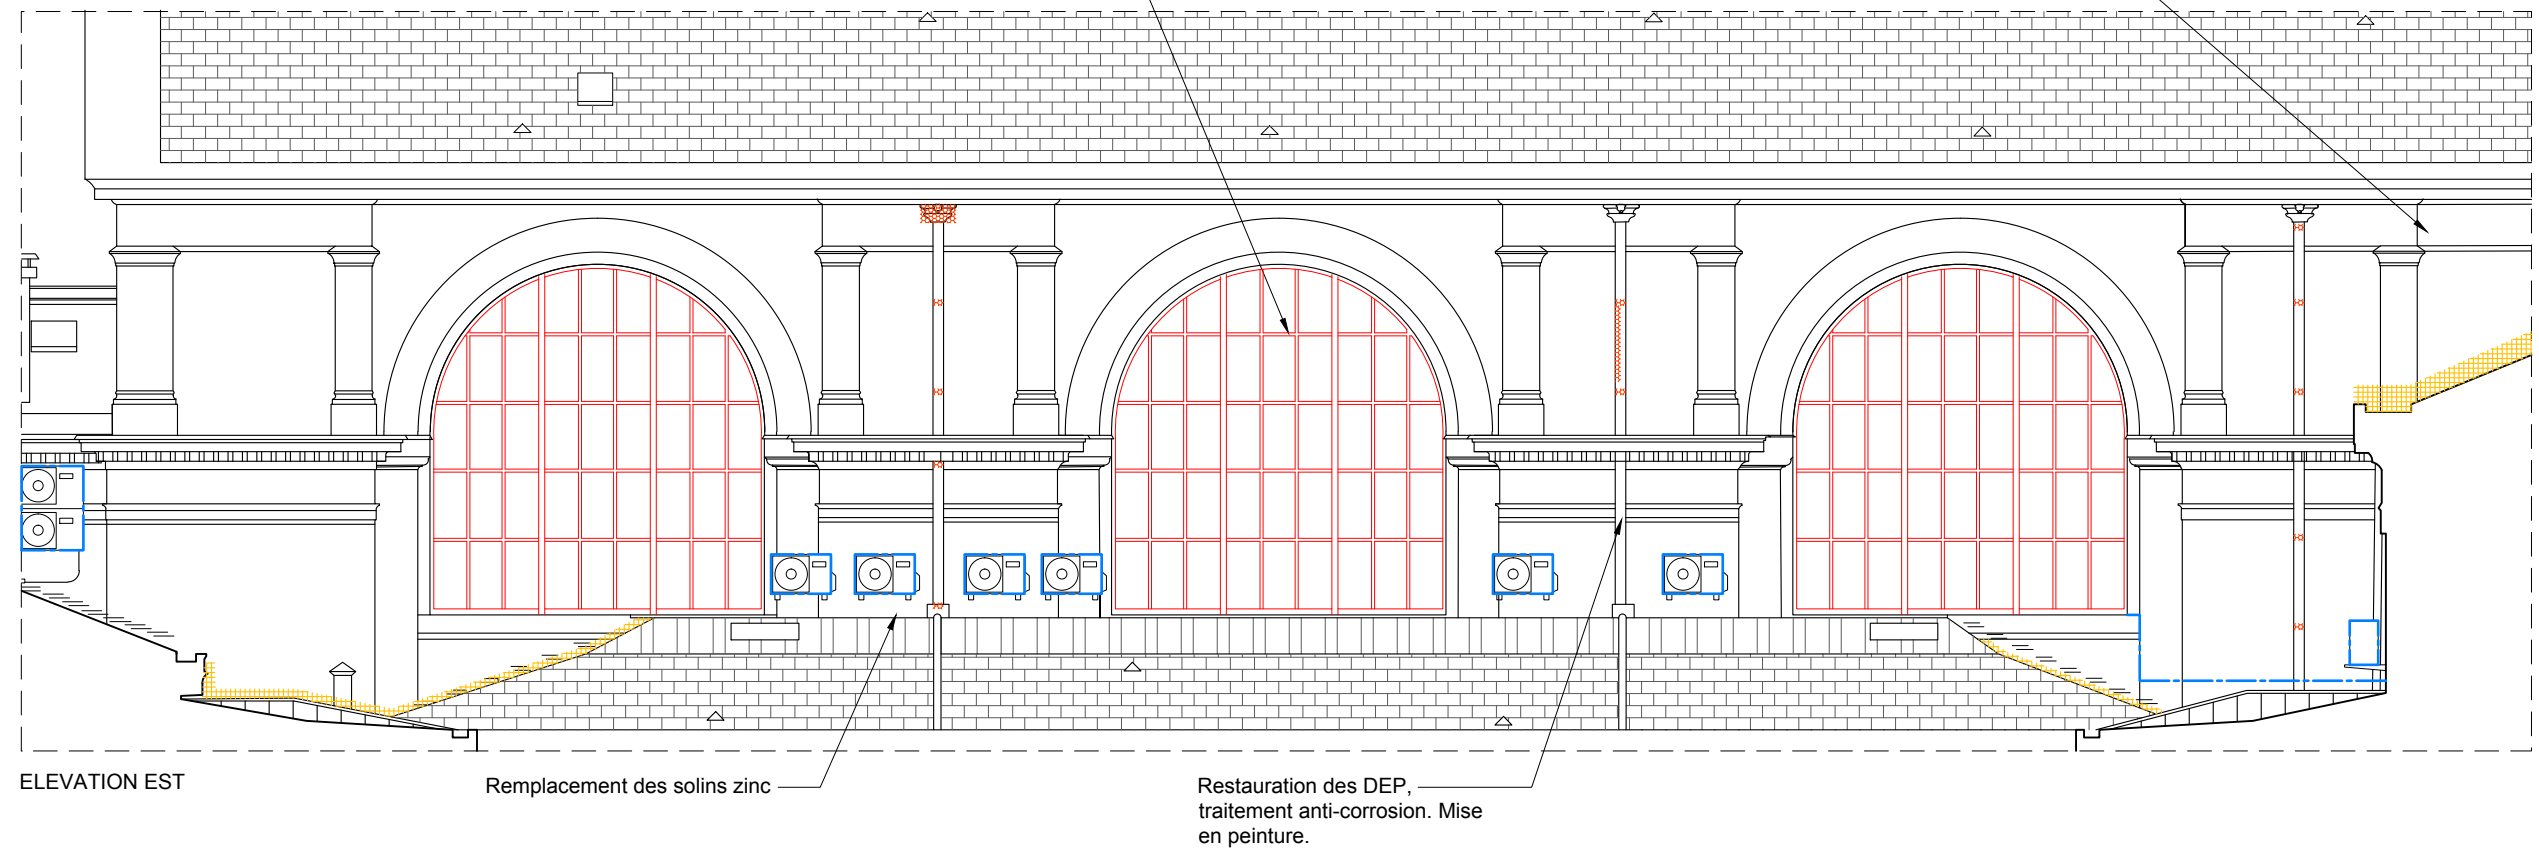 ELEVATION EST
Remplacement des solins zinc
Restauration des DEP,
traitement anti-corrosion. Mise
en peinture.